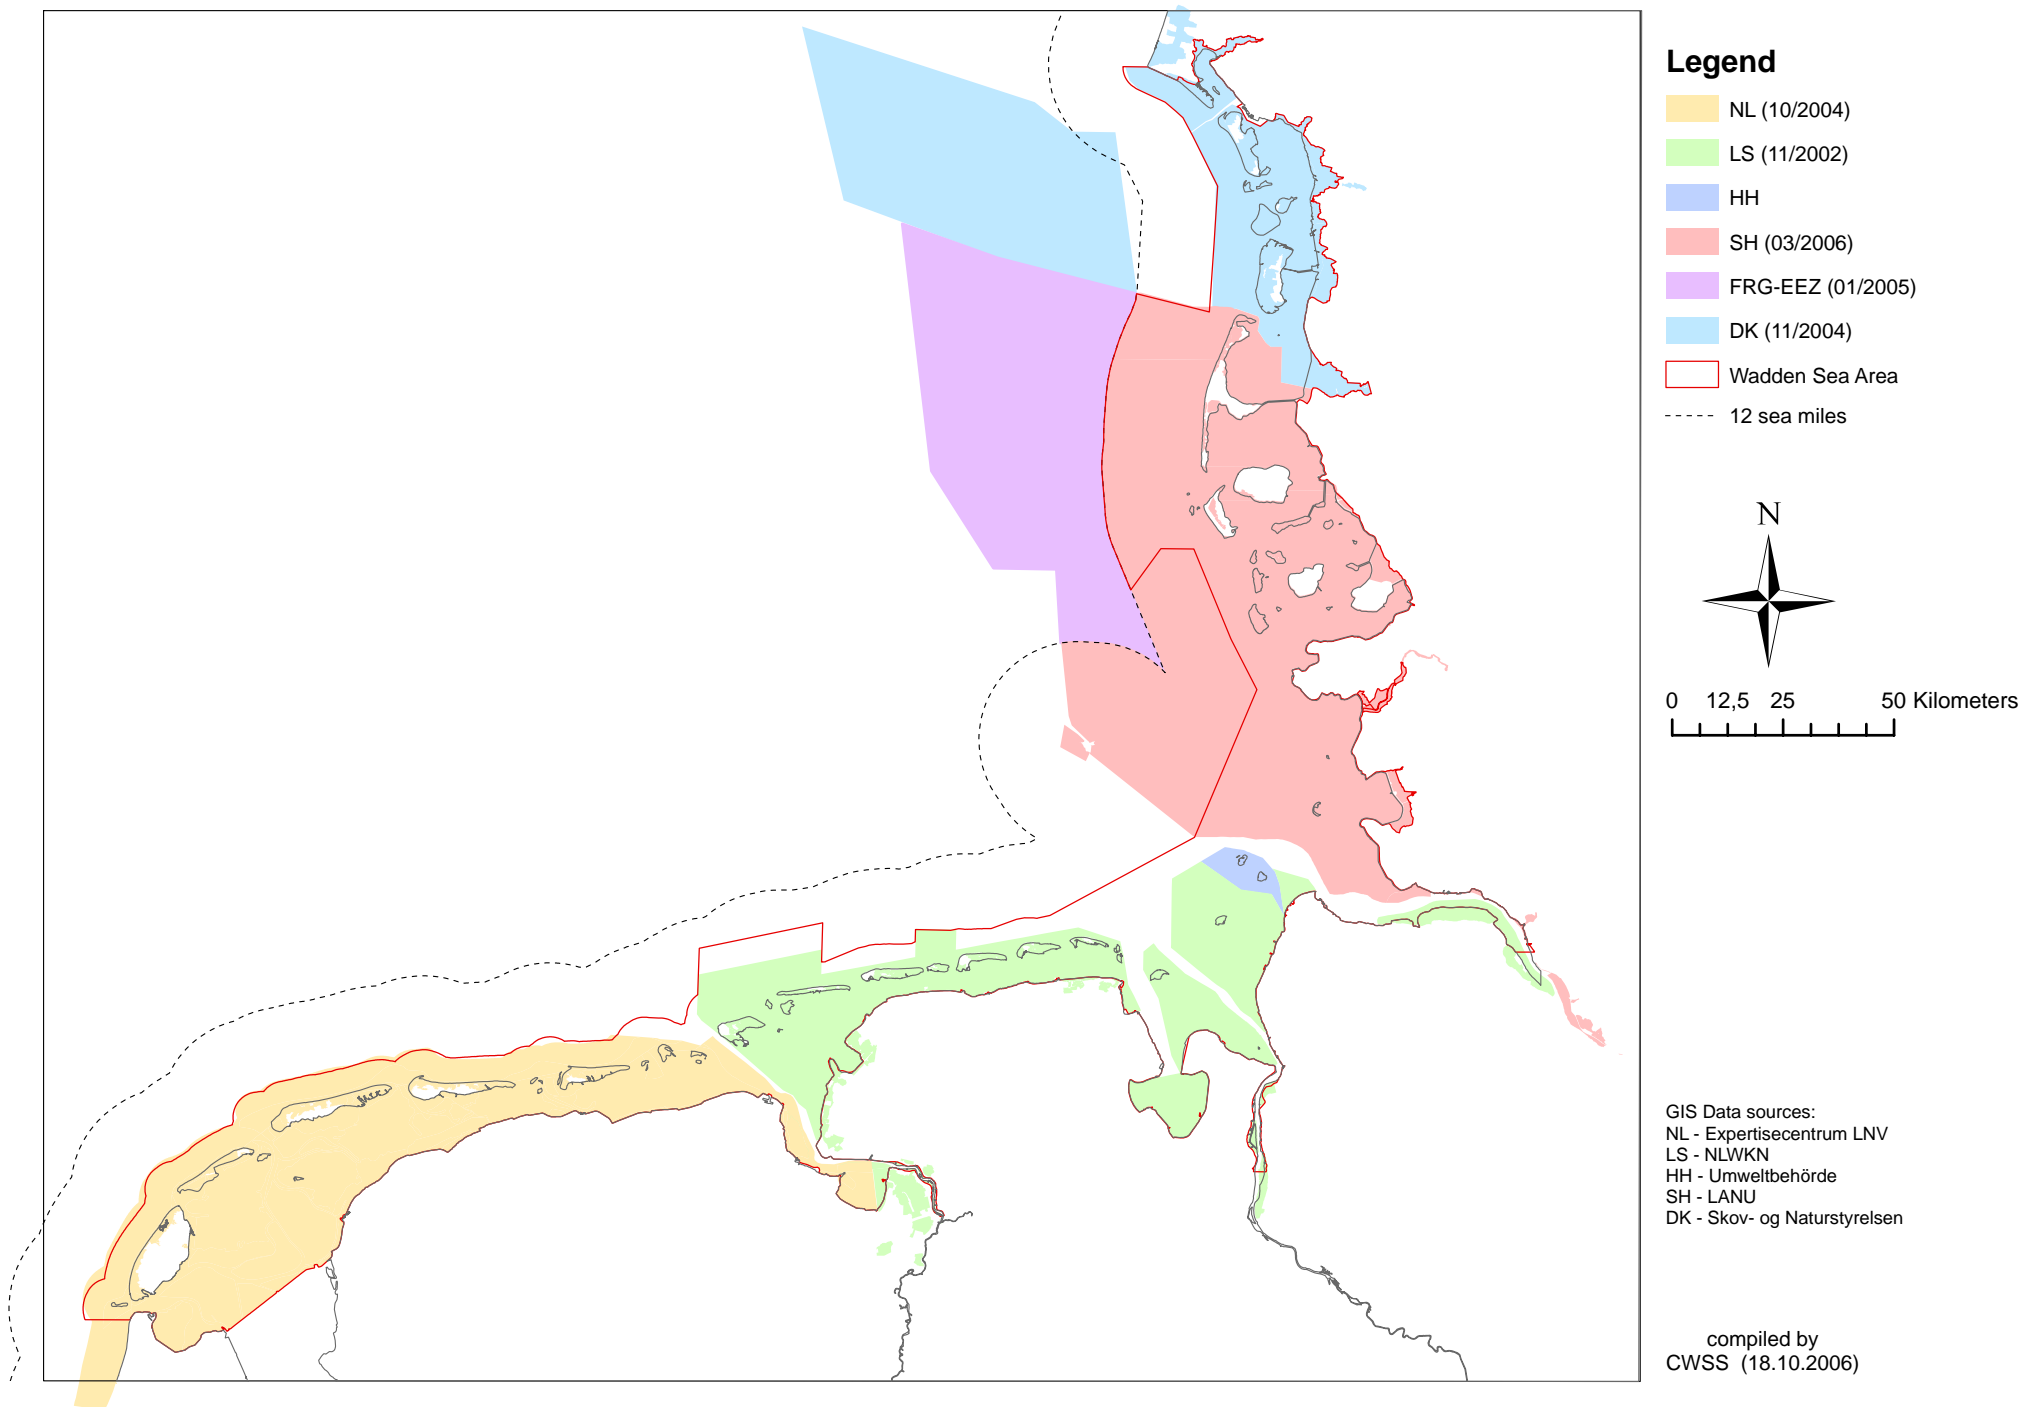 Legend
NL (10/2004)
LS (11/2002)
HH
SH (03/2006)
FRG-EEZ (01/2005)
DK (11/2004)
Wadden Sea Area
12 sea miles
N
0 12,5 25 50 Kilometers
GIS Data sources:
NL - Expertisecentrum LNV
LS - NLWKN
HH - Umweltbehörde
SH - LANU
DK - Skov- og Naturstyrelsen
compiled by
CWSS (18.10.2006)